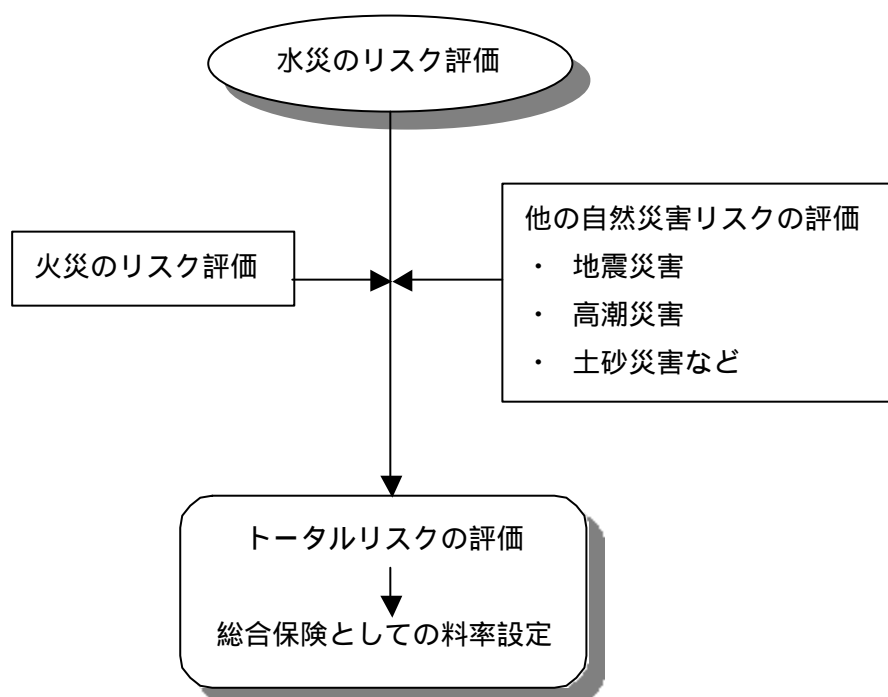 水災のリスク評価
火災のリスク評価
他の自然災害リスクの評価
・ 地震災害
・ 高潮災害
・ 土砂災害など
トータルリスクの評価
総合保険としての料率設定